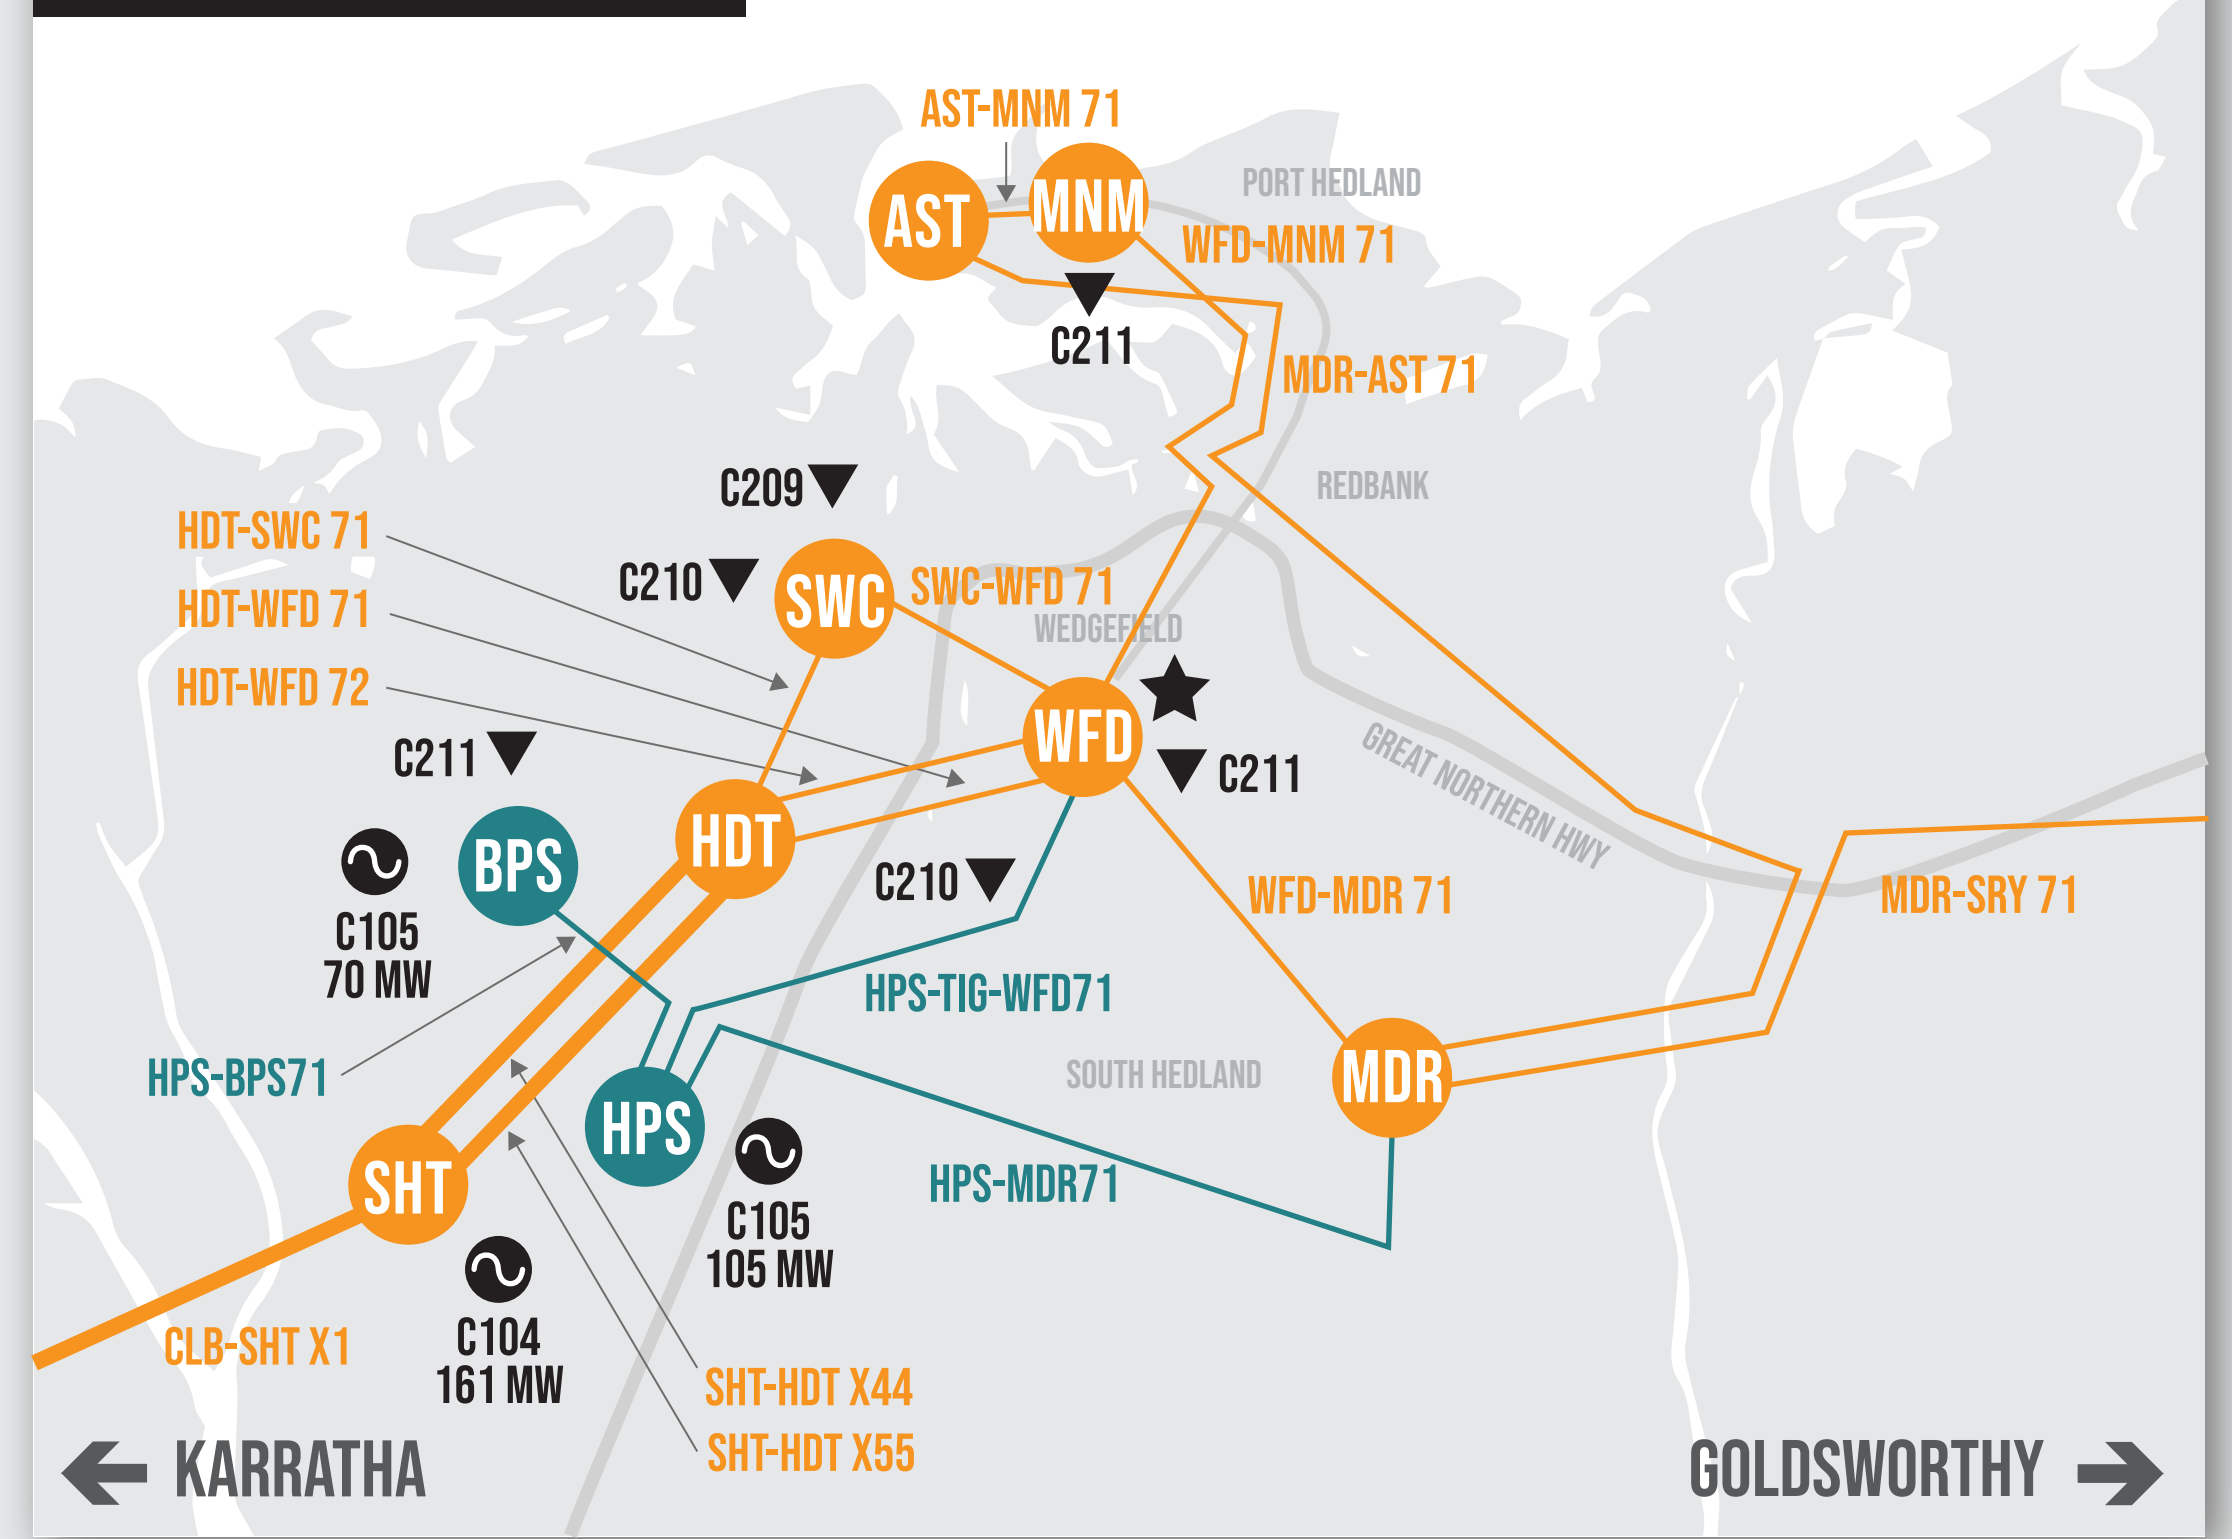 AST-MNM 71
AST
MNM
PORT HEDLAND
WFD-MNM 71
C211
MDR-AST 71
C209
REDBANK
HDT-SWC 71
C210
SWC
SWC-WFD 71
HDT-WFD 71
WEDGEFIELD
HDT-WFD 72
WFD
C211
C211
GREAT NORTHERN HWY
HDT
BPS
C210
WFD-MDR 71
MDR-SRY 71
C105
70 MW
HPS-TIG-WFD71
HPS-BPS71
SOUTH HEDLAND
MDR
HPS
SHT
HPS-MDR71
C105
105 MW
CLB-SHT X1
C104
161 MW
SHT-HDT X44
SHT-HDT X55
KARRATHA
GOLDSWORTHY